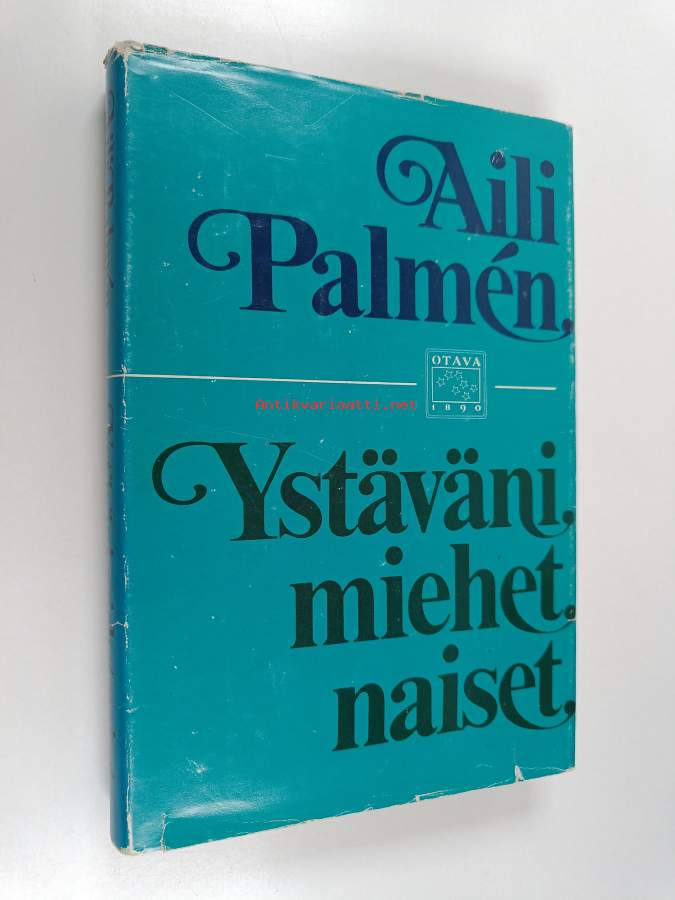 Aili
Palmén.
OTAVA
1890
Antikvariaatti.net
Ystäväni,
miehet.
naiset.